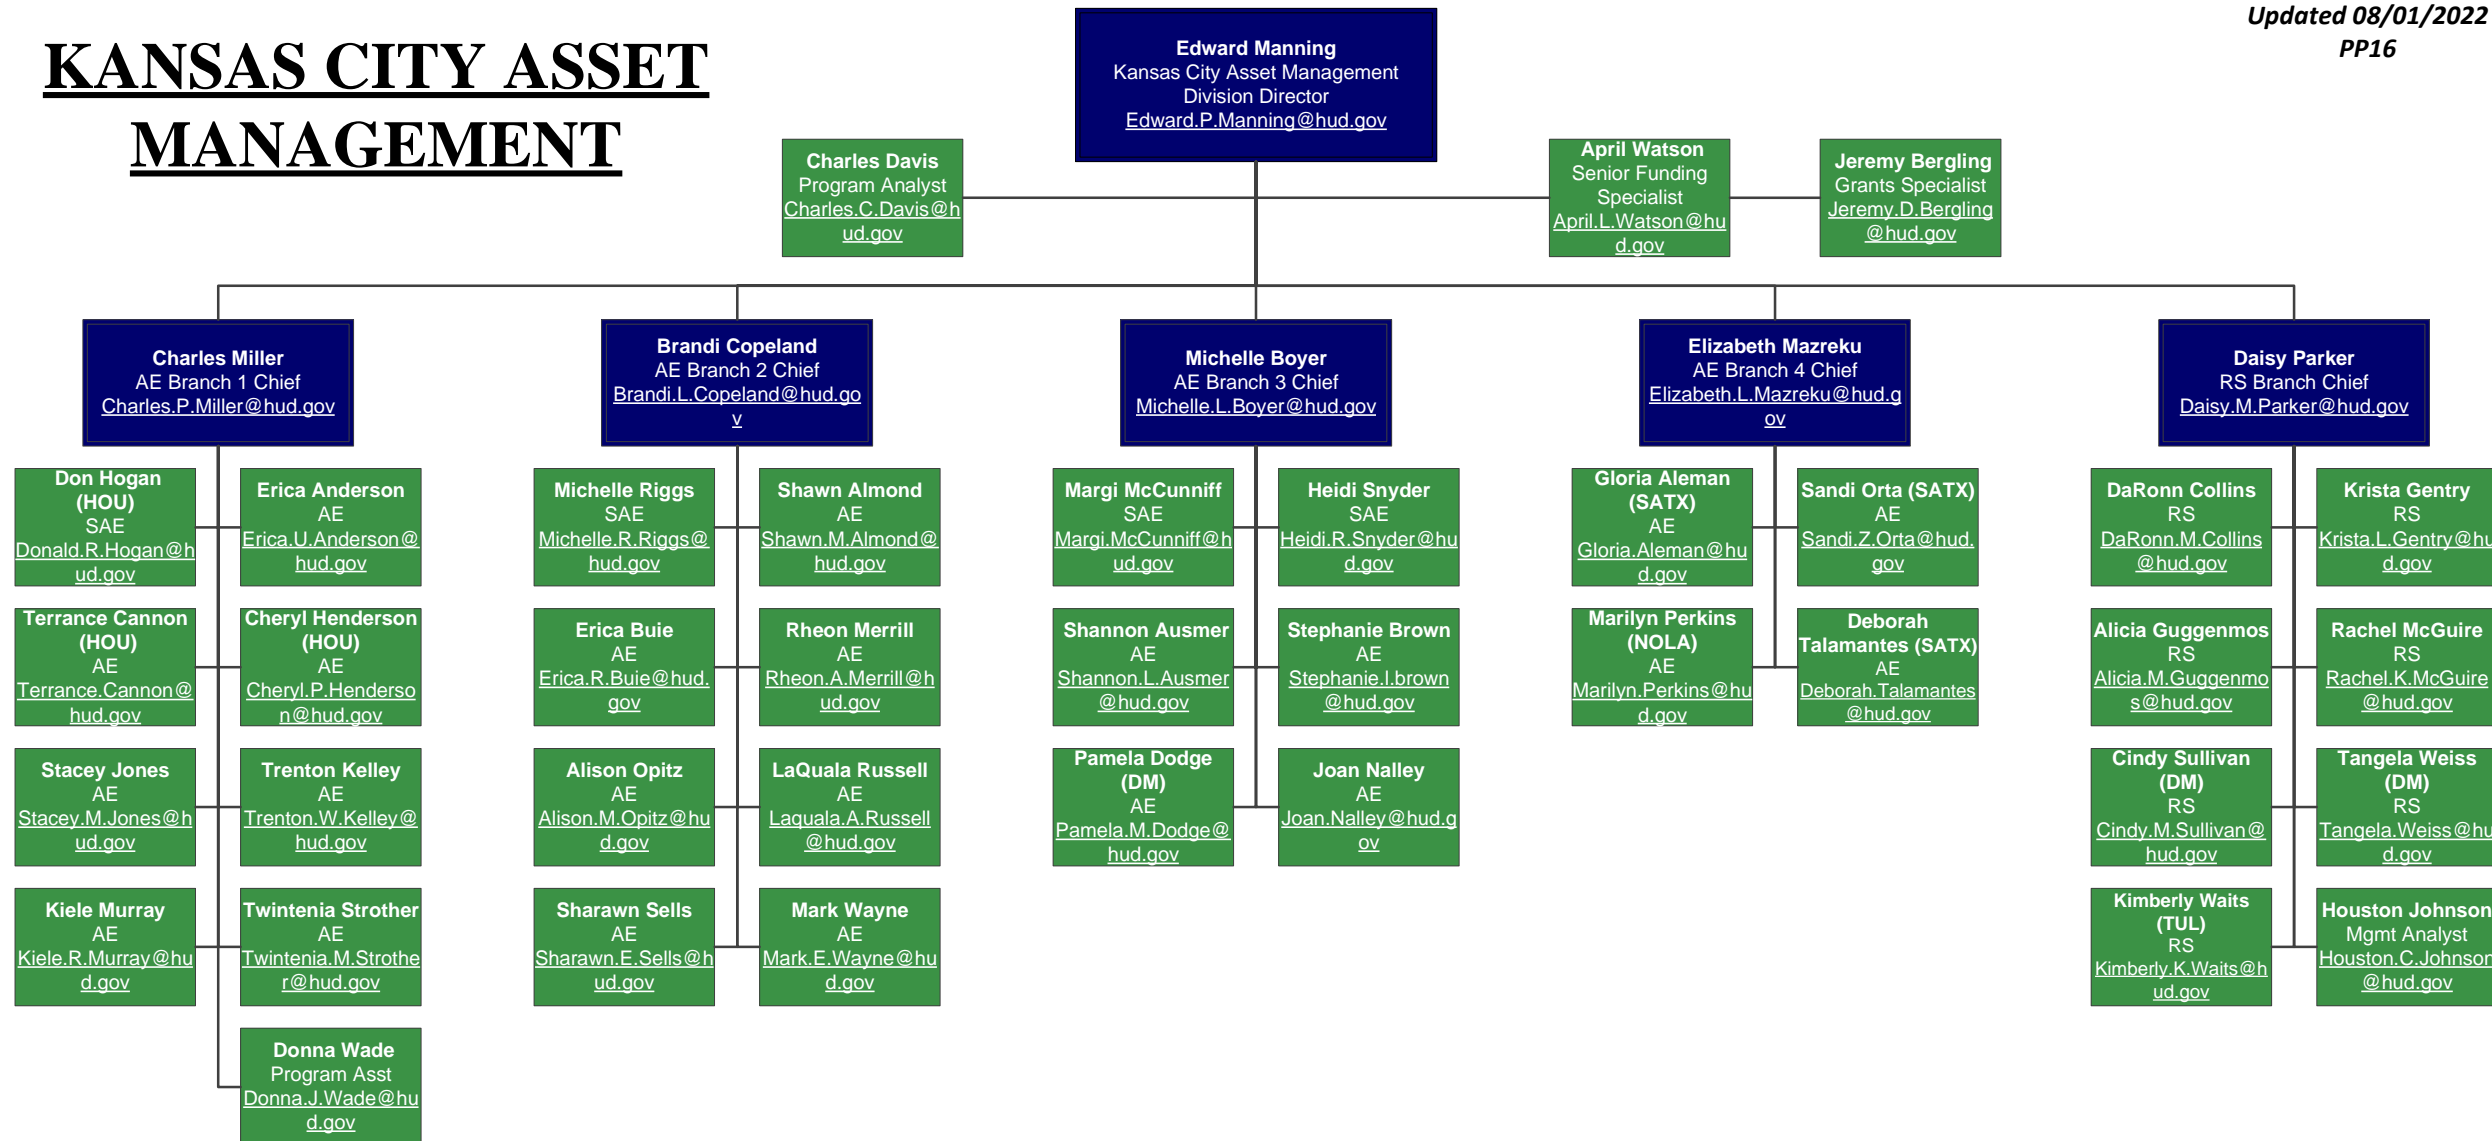 Updated 08/01/2022
PP16
KANSAS CITY ASSET
MANAGEMENT
Edward Manning
Kansas City Asset Management
Division Director
Edward.P.Manning@hud.gov
Charles Davis
Program Analyst
Charles.C.Davis@h
ud.gov
April Watson
Senior Funding
Specialist
April.L.Watson@hu
d.gov
Jeremy Bergling
Grants Specialist
Jeremy.D.Bergling
@hud.gov
Charles Miller
AE Branch 1 Chief
Charles.P.Miller@hud.gov
Brandi Copeland
AE Branch 2 Chief
Brandi.L.Copeland@hud.go
v
Michelle Boyer
AE Branch 3 Chief
Michelle.L.Boyer@hud.gov
Elizabeth Mazreku
AE Branch 4 Chief
Elizabeth.L.Mazreku@hud.g
ov
Daisy Parker
RS Branch Chief
Daisy.M.Parker@hud.gov
Don Hogan
(HOU)
SAE
Donald.R.Hogan@h
ud.gov
Erica Anderson
AE
Erica.U.Anderson@
hud.gov
Michelle Riggs
SAE
Michelle.R.Riggs@
hud.gov
Shawn Almond
AE
Shawn.M.Almond@
hud.gov
Margi McCunniff
SAE
Margi.McCunniff@h
ud.gov
Heidi Snyder
SAE
Heidi.R.Snyder@hu
d.gov
Gloria Aleman
(SATX)
AE
Gloria.Aleman@hu
d.gov
Sandi Orta (SATX)
AE
Sandi.Z.Orta@hud.
gov
DaRonn Collins
RS
DaRonn.M.Collins
@hud.gov
Krista Gentry
RS
Krista.L.Gentry@hu
d.gov
Terrance Cannon
(HOU)
AE
Terrance.Cannon@
hud.gov
Cheryl Henderson
(HOU)
AE
Cheryl.P.Henderso
n@hud.gov
Erica Buie
AE
Erica.R.Buie@hud.
gov
Rheon Merrill
AE
Rheon.A.Merrill@h
ud.gov
Shannon Ausmer
AE
Shannon.L.Ausmer
@hud.gov
Stephanie Brown
AE
Stephanie.I.brown
@hud.gov
Marilyn Perkins
(NOLA)
AE
Marilyn.Perkins@hu
d.gov
Deborah
Talamantes (SATX)
AE
Deborah.Talamantes
@hud.gov
Alicia Guggenmos
RS
Alicia.M.Guggenmo
s@hud.gov
Rachel McGuire
RS
Rachel.K.McGuire
@hud.gov
Stacey Jones
AE
Stacey.M.Jones@h
ud.gov
Trenton Kelley
AE
Trenton.W.Kelley@
hud.gov
Alison Opitz
AE
Alison.M.Opitz@hu
d.gov
LaQuala Russell
AE
Laquala.A.Russell
@hud.gov
Pamela Dodge
(DM)
AE
Pamela.M.Dodge@
hud.gov
Joan Nalley
AE
Joan.Nalley@hud.g
ov
Cindy Sullivan
(DM)
RS
Cindy.M.Sullivan@
hud.gov
Tangela Weiss
(DM)
RS
Tangela.Weiss@hu
d.gov
Kiele Murray
AE
Kiele.R.Murray@hu
d.gov
Twintenia Strother
AE
Twintenia.M.Strothe
r@hud.gov
Sharawn Sells
AE
Sharawn.E.Sells@h
ud.gov
Mark Wayne
AE
Mark.E.Wayne@hu
d.gov
Kimberly Waits
(TUL)
RS
Kimberly.K.Waits@h
ud.gov
Houston Johnson
Mgmt Analyst
Houston.C.Johnson
@hud.gov
Donna Wade
Program Asst
Donna.J.Wade@hu
d.gov